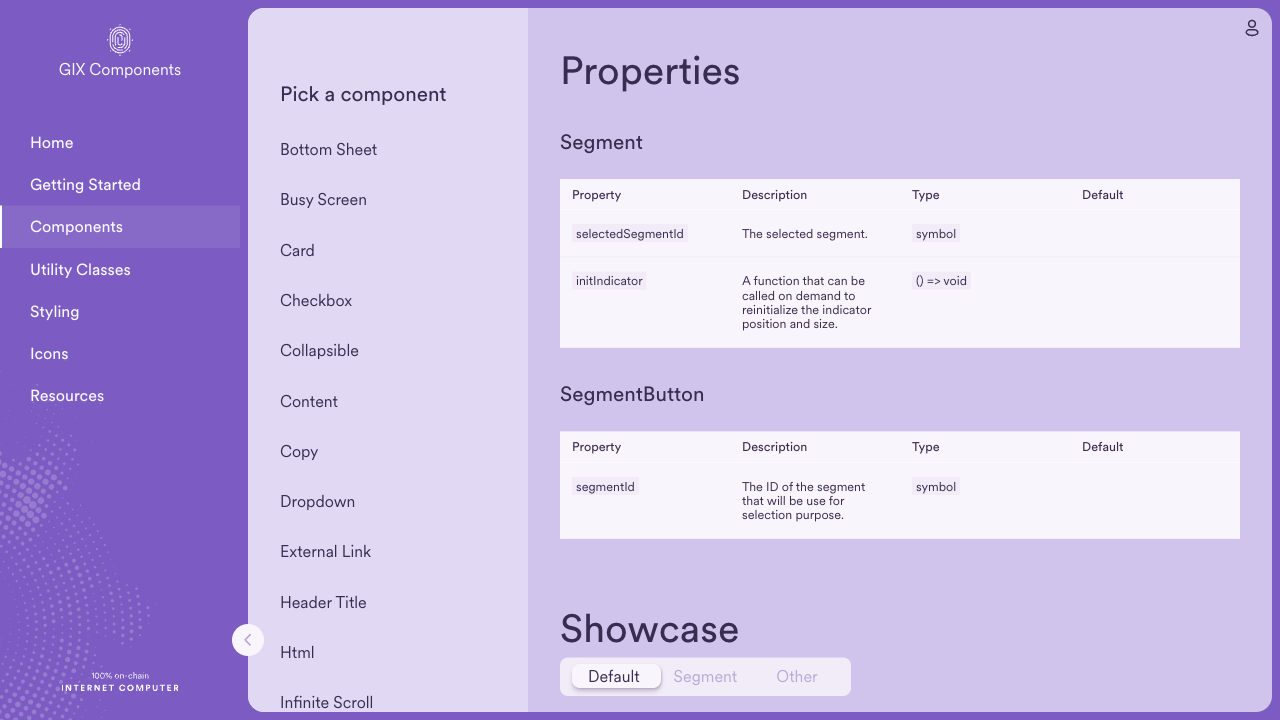 GIX Components
Home
Getting Started
Components
Utility Classes
Styling
Icons
Resources
100% on-chain
INTERNET COMPUTER
Pick a component
Bottom Sheet
Busy Screen
Card
Checkbox
Collapsible
Content
Copy
Dropdown
External Link
Header Title
Html
Infinite Scroll
Properties
Segment
Property Description Type Default
selectedSegmentId The selected segment. symbol
initIndicator A function that can be () => void
called on demand to
reinitialize the indicator
position and size.
SegmentButton
Property Description Type Default
segmentId The ID of the segment symbol
that will be use for
selection purpose.
Showcase
Default Segment Other